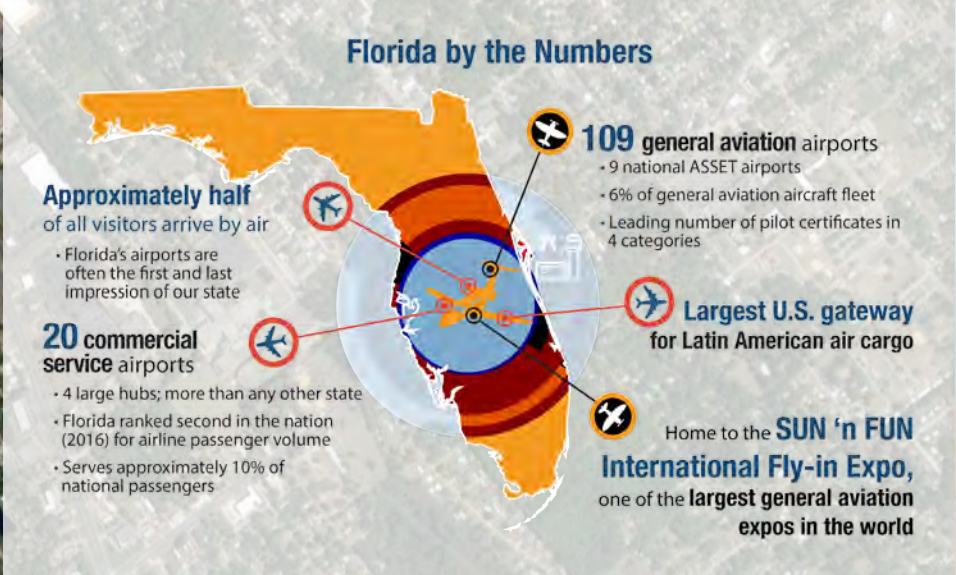 Florida by the Numbers
Approximately half
of all visitors arrive by air
• Florida's airports are
often the first and last
impression of our state
20 commercial
service airports
• 4 large hubs; more than any other state
• Florida ranked second in the nation
(2016) for airline passenger volume
• Serves approximately 10% of
national passengers
109 general aviation airports
• 9 national ASSET airports
• 6% of general aviation aircraft fleet
• Leading number of pilot certificates in
4 categories
Largest U.S. gateway
for Latin American air cargo
Home to the SUN 'n FUN
International Fly-in Expo,
one of the largest general aviation
expos in the world